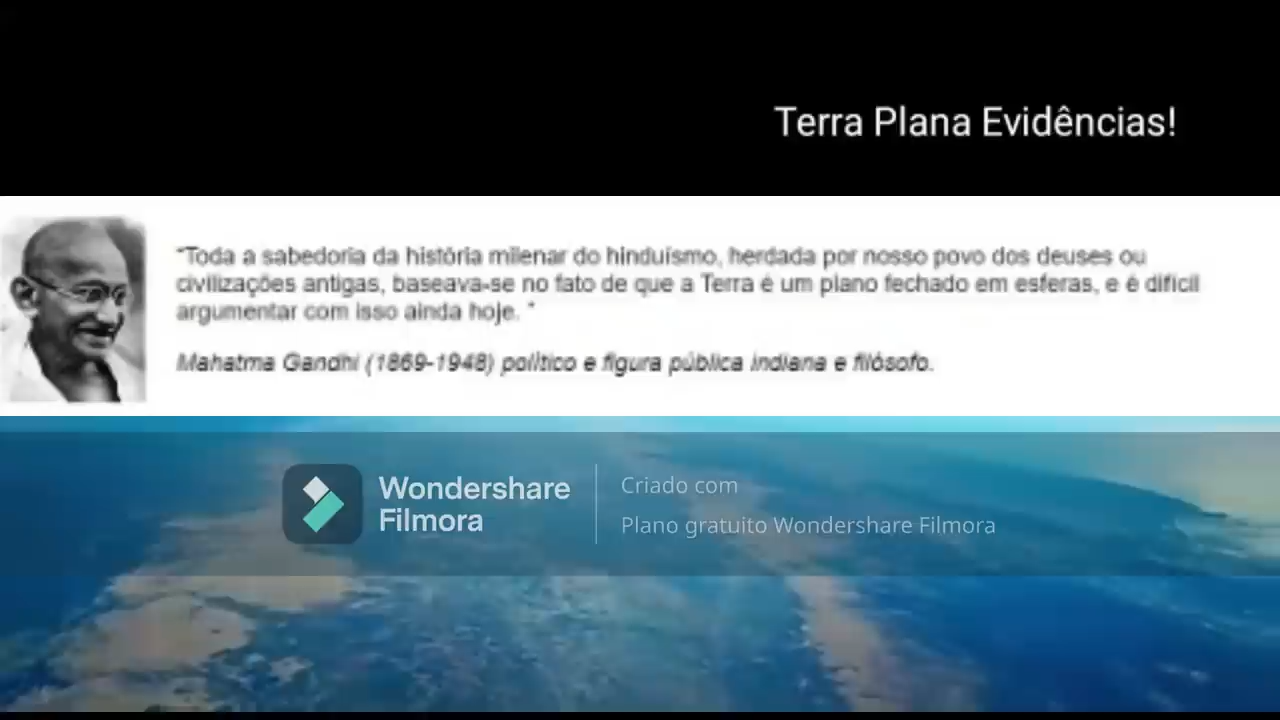 Terra Plana Evidências!
"Toda a sabedoria da história milenar do hinduísmo, herdada por nosso povo dos deuses ou
civilizações antigas, baseava-se no fato de que a Terra é um plano fechado em esferas, e é difícil
argumentar com isso ainda hoje. "
Mahatma Gandhi (1869-1948) político e figura pública indiana e filósofo.
Wondershare
Filmora
Criado com
Plano gratuito Wondershare Filmora